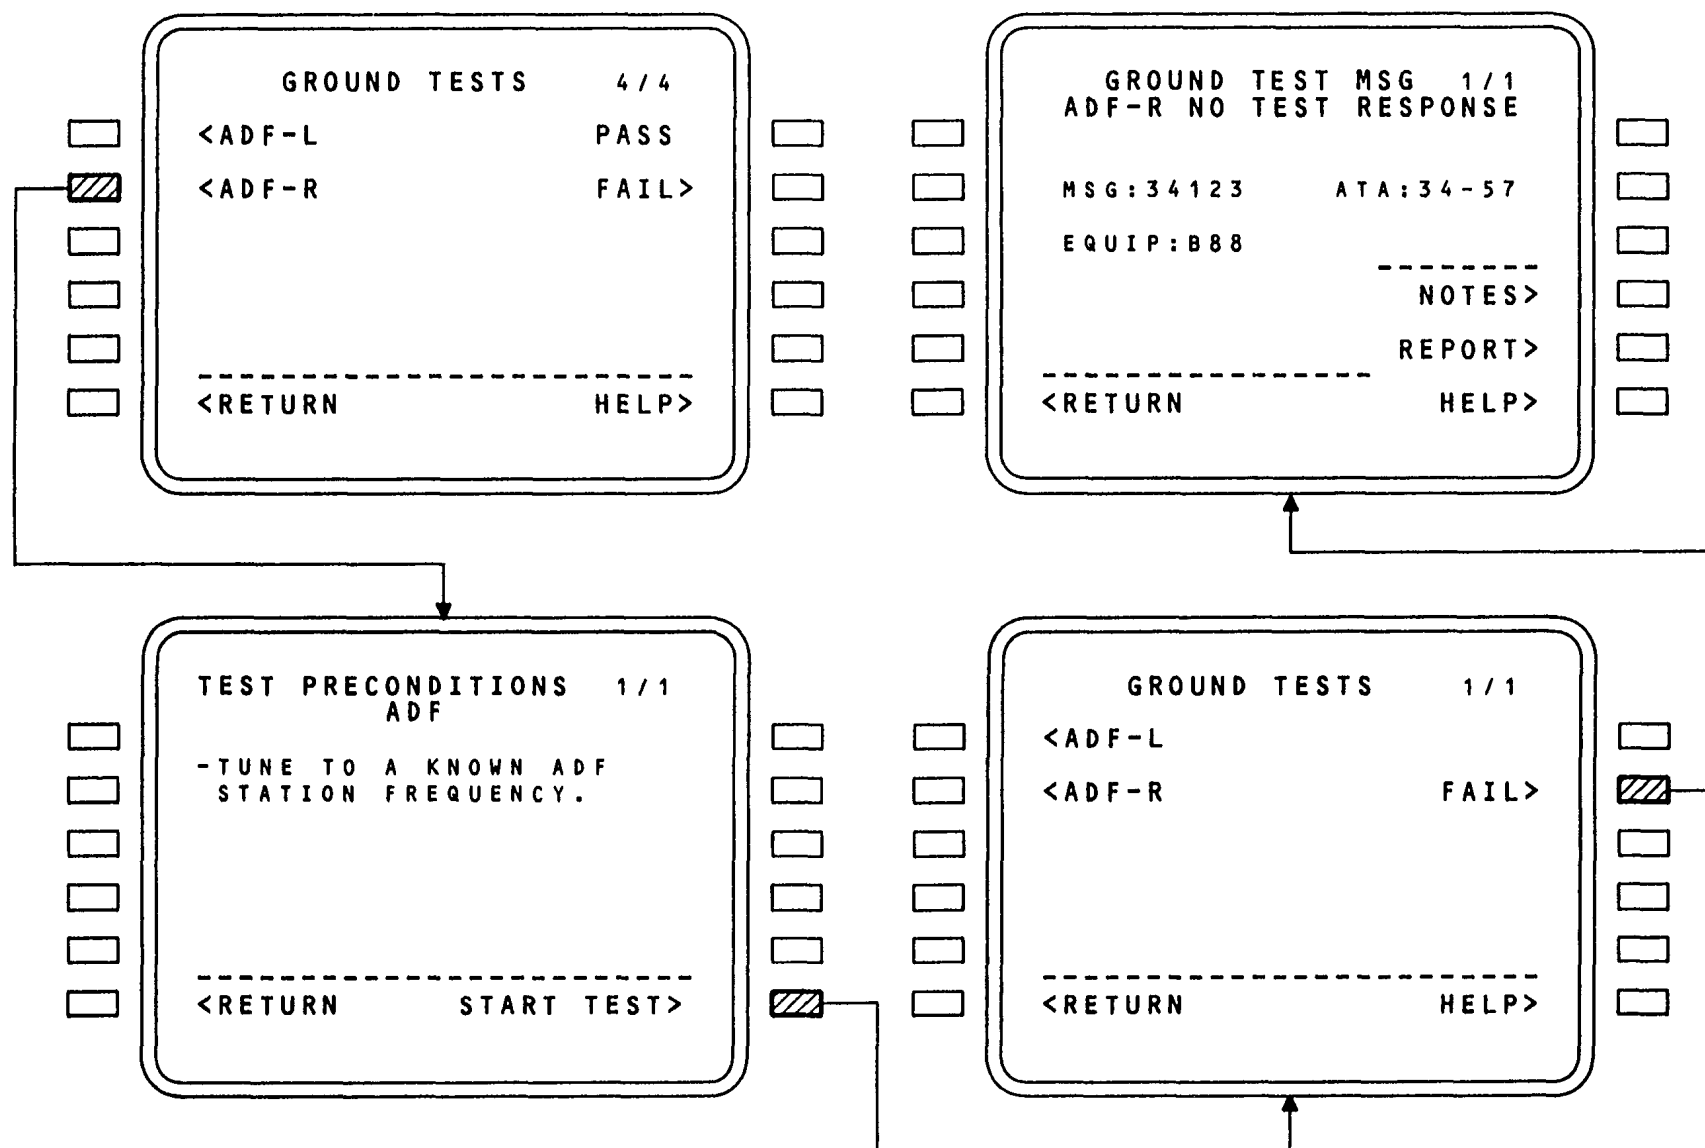 GROUND TESTS 4/4
<ADF-L PASS
<ADF-R FAIL>
<RETURN HELP>
GROUND TEST MSG 1/1
ADF-R NO TEST RESPONSE
MSG:34123 ATA:34-57
EQUIP:B88
NOTES>
REPORT>
<RETURN HELP>
TEST PRECONDITIONS 1/1
ADF
-TUNE TO A KNOWN ADF
STATION FREQUENCY.
<RETURN START TEST>
GROUND TESTS 1/1
<ADF-L
<ADF-R FAIL>
<RETURN HELP>